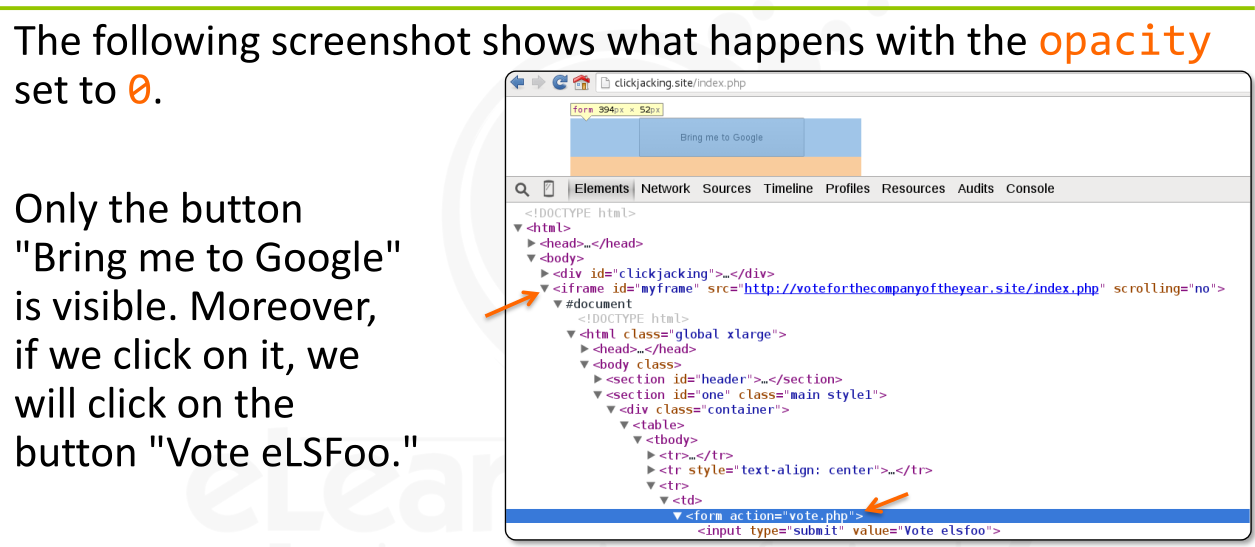 The following screenshot shows what happens with the opacity
set to 0.
Only the button
"Bring me to Google"
is visible. Moreover,
if we click on it, we
will click on the
button "Vote eLSFoo."
clickjacking.site/index.php
form 394px × 52px
Bring me to Google
Elements Network Sources Timeline Profiles Resources Audits Console
<!DOCTYPE html>
▼<html>
▶<head>…</head>
▼<body>
▶<div id="clickjacking">…</div>
▼<iframe id="myframe" src="http://voteforthecompanyoftheyear.site/index.php" scrolling="no">
▼#document
<!DOCTYPE html>
▼<html class="global xlarge">
▶<head>…</head>
▼<body class>
▶<section id="header">…</section>
▼<section id="one" class="main style1">
▼<div class="container">
▼<table>
▼<tbody>
▶<tr>…</tr>
▶<tr style="text-align: center">…</tr>
▼<tr>
▼<td>
▼<form action="vote.php">
<input type="submit" value="Vote elsfoo">
eLear